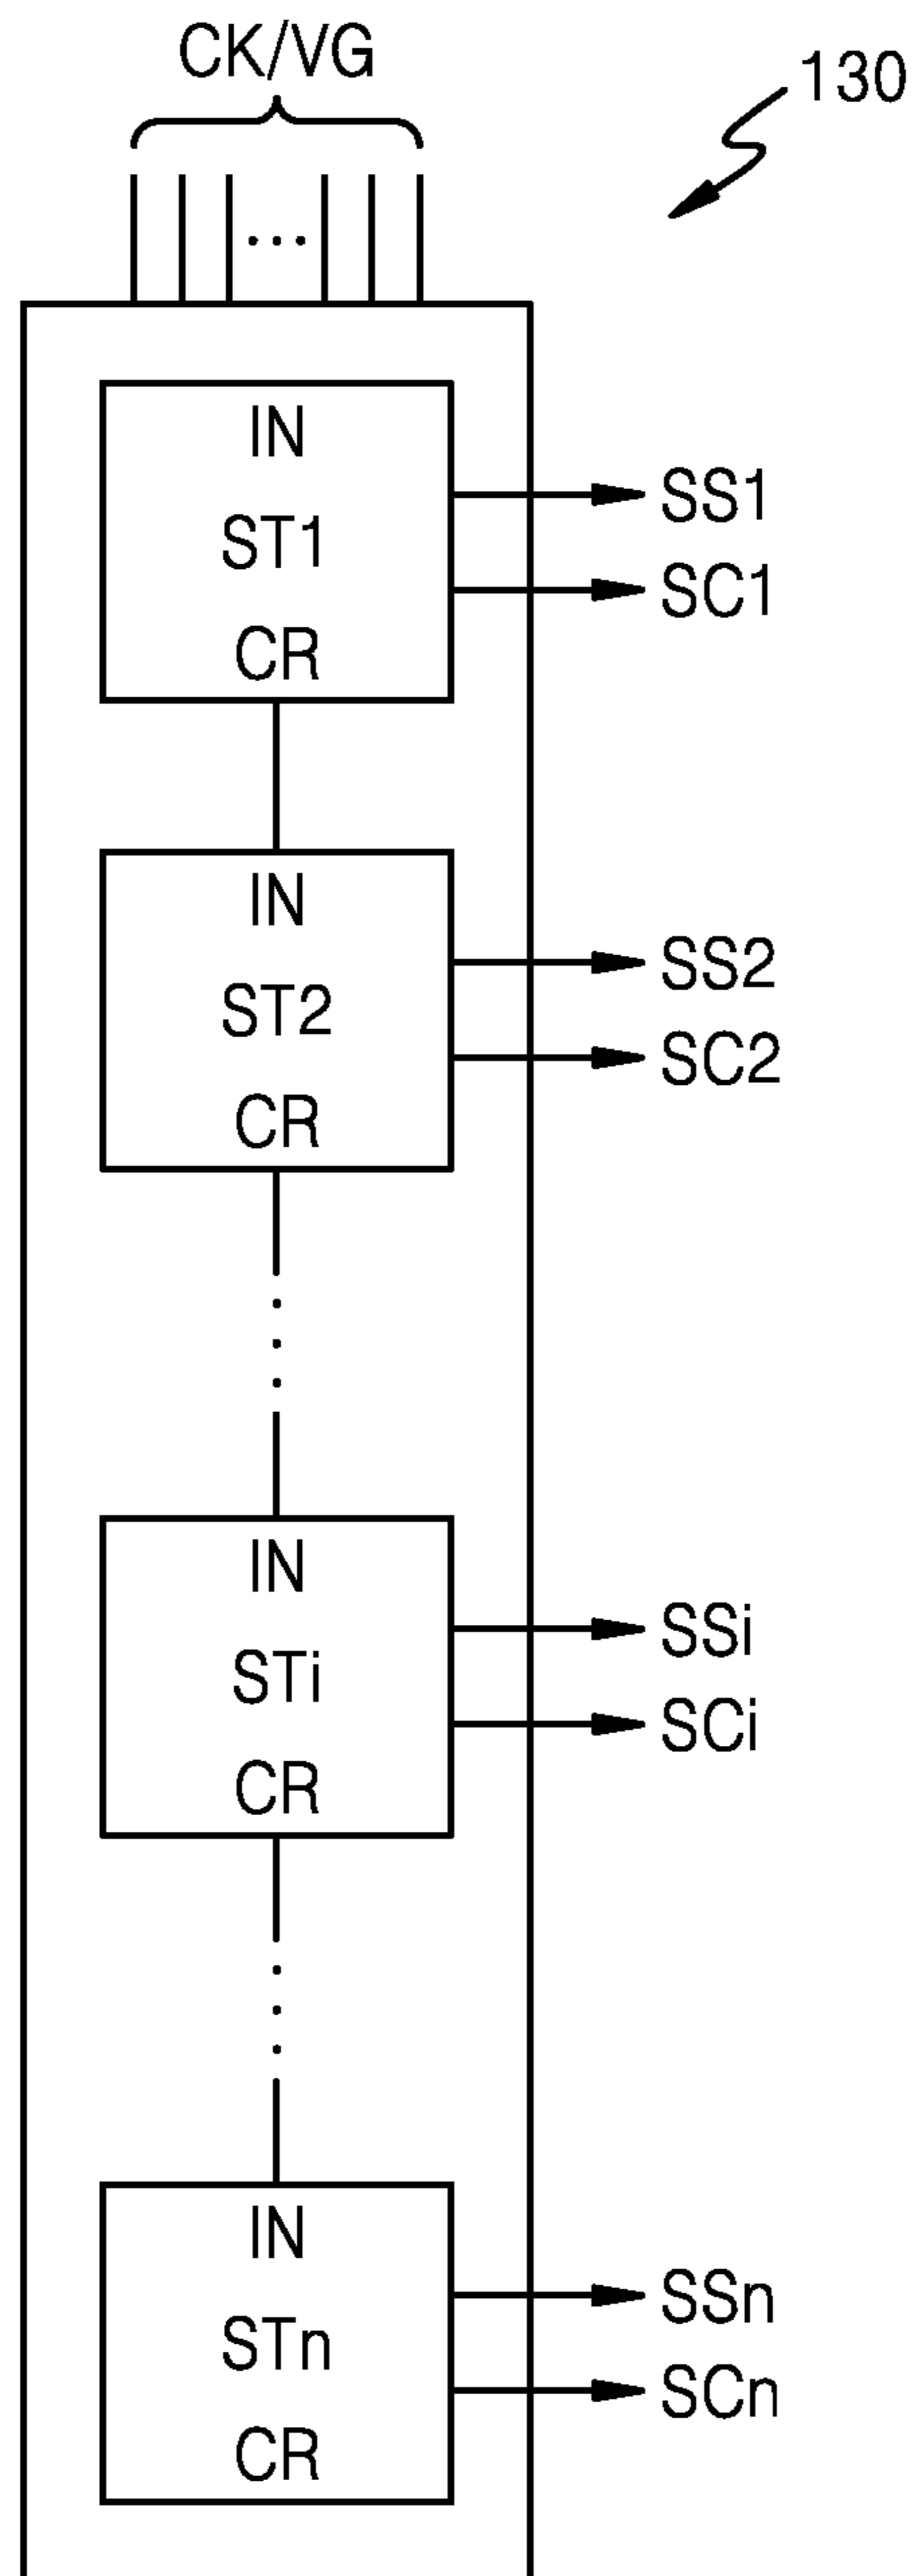 CK/VG
130
...
IN
ST1
CR
SS1
SC1
IN
ST2
CR
SS2
SC2
IN
STi
CR
SSi
SCi
IN
STn
CR
SSn
SCn